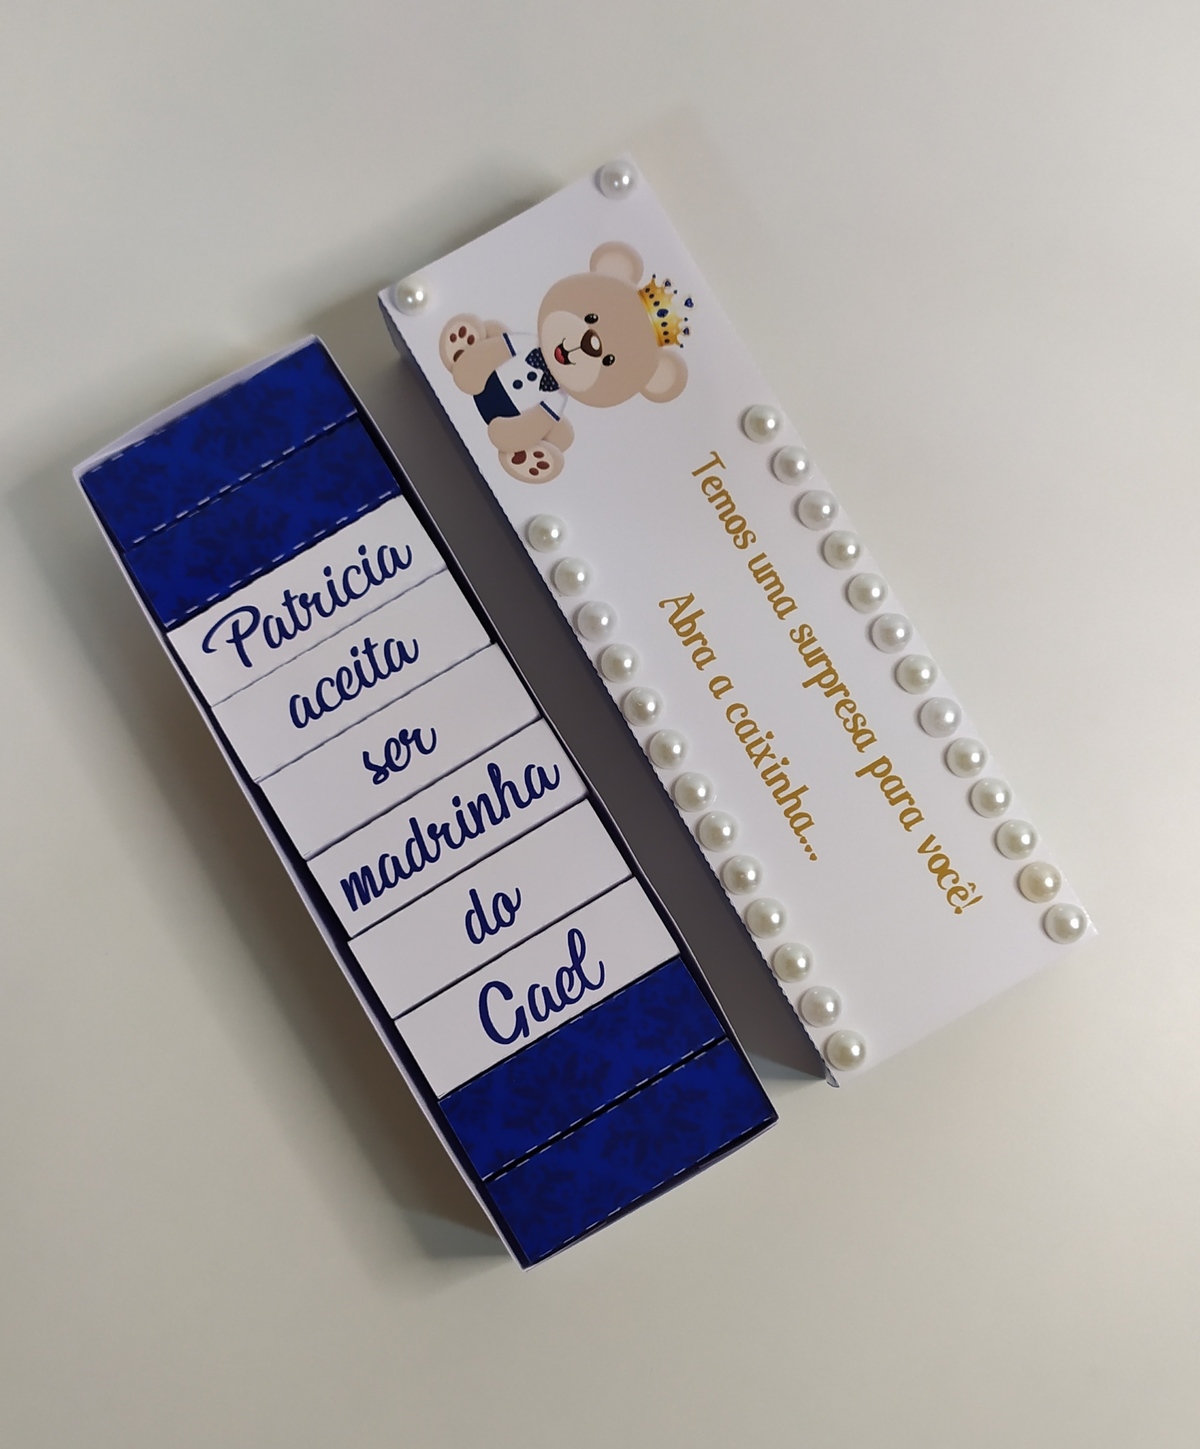 Patricia
aceita
ser
madrinha
do
Gael
Temos uma surpresa para você!
Abra a caixinha...